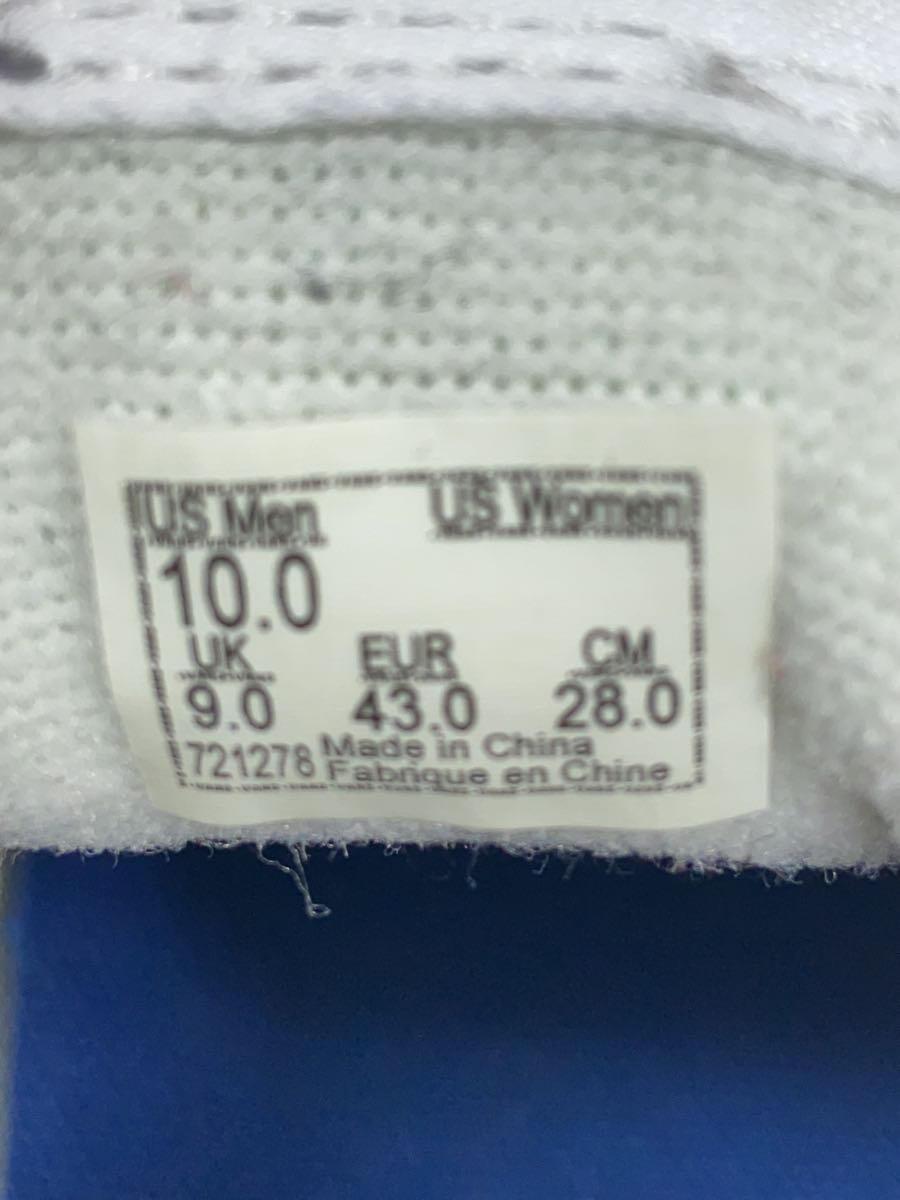 US Men US Women
10.0
UK EUR CM
9.0 43.0 28.0
721278 Made in China
Fabrique en Chine